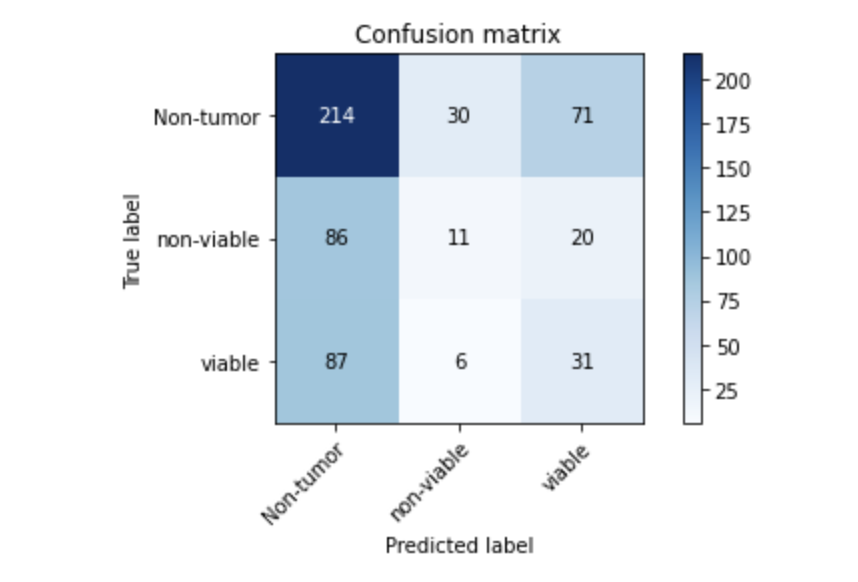 Confusion matrix
True label
Non-tumor 214 30 71
non-viable 86 11 20
viable 87 6 31
Non-tumor non-viable viable
Predicted label
200
175
150
125
100
75
50
25